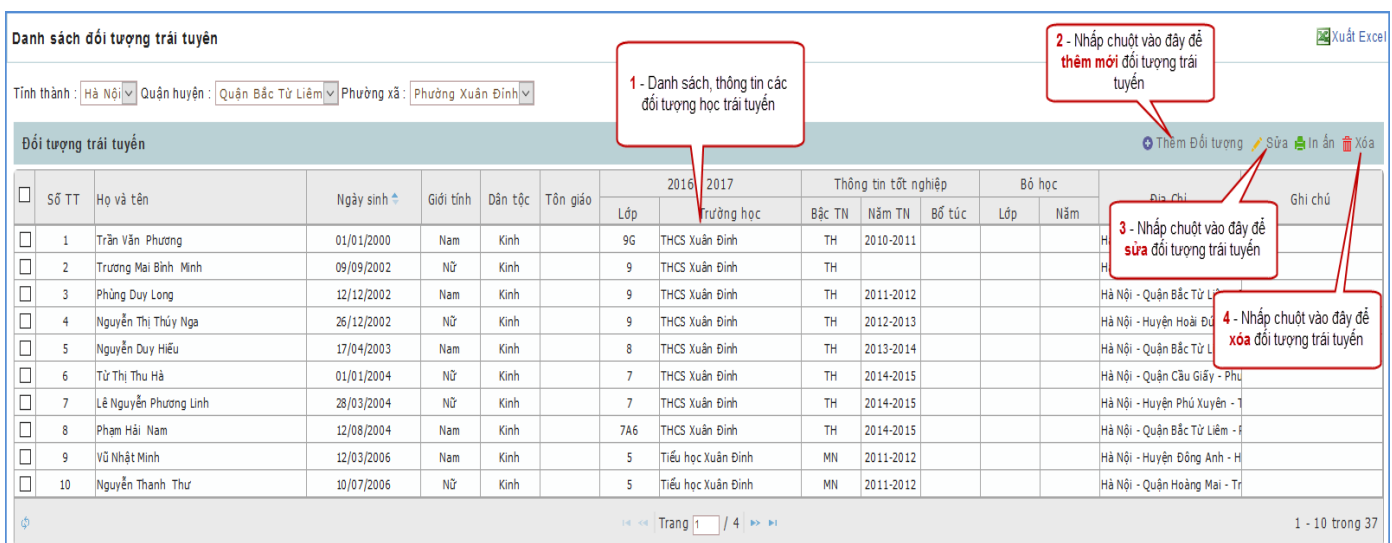 Danh sách đối tượng trái tuyên
Xuất Excel
Tỉnh thành : Hà Nội Quận huyện : Quận Bắc Từ Liêm Phường xã : Phường Xuân Đỉnh
1 - Danh sách, thông tin các
đối tượng học trái tuyến
2 - Nhấp chuột vào đây để
thêm mới đối tượng trái
tuyến
Đối tượng trái tuyến
Thêm Đối tượng Sửa In ấn Xóa
Số TT Họ và tên Ngày sinh Giới tính Dân tộc Tôn giáo 2016 2017 Thông tin tốt nghiệp Bỏ học Địa Chỉ Ghi chú
Lớp Trường học Bậc TN Năm TN Bổ túc Lớp Năm
3 - Nhấp chuột vào đây để
sửa đối tượng trái tuyến
4 - Nhấp chuột vào đây để
xóa đối tượng trái tuyến
1 Trần Văn Phương 01/01/2000 Nam Kinh 9G THCS Xuân Đỉnh TH 2010-2011
2 Trương Mai Bình Minh 09/09/2002 Nữ Kinh 9 THCS Xuân Đỉnh TH
3 Phùng Duy Long 12/12/2002 Nam Kinh 9 THCS Xuân Đỉnh TH 2011-2012 Hà Nội - Quận Bắc Từ
4 Nguyễn Thị Thúy Nga 26/12/2002 Nữ Kinh 9 THCS Xuân Đỉnh TH 2012-2013 Hà Nội - Huyện Hoài
5 Nguyễn Duy Hiếu 17/04/2003 Nam Kinh 8 THCS Xuân Đỉnh TH 2013-2014 Hà Nội - Quận Bắc Từ
6 Từ Thị Thu Hà 01/01/2004 Nữ Kinh 7 THCS Xuân Đỉnh TH 2014-2015 Hà Nội - Quận Cầu Giấy - Phu
7 Lê Nguyễn Phương Linh 28/03/2004 Nữ Kinh 7 THCS Xuân Đỉnh TH 2014-2015 Hà Nội - Huyện Phú Xuyên -
8 Phạm Hải Nam 12/08/2004 Nam Kinh 7A6 THCS Xuân Đỉnh TH 2014-2015 Hà Nội - Quận Bắc Từ Liêm -
9 Vũ Nhật Minh 12/03/2006 Nam Kinh 5 Tiểu học Xuân Đỉnh MN 2011-2012 Hà Nội - Huyện Đông Anh - H
10 Nguyễn Thanh Thư 10/07/2006 Nữ Kinh 5 Tiểu học Xuân Đỉnh MN 2011-2012 Hà Nội - Quận Hoàng Mai - Tr
Trang 1 / 4
1 - 10 trong 37